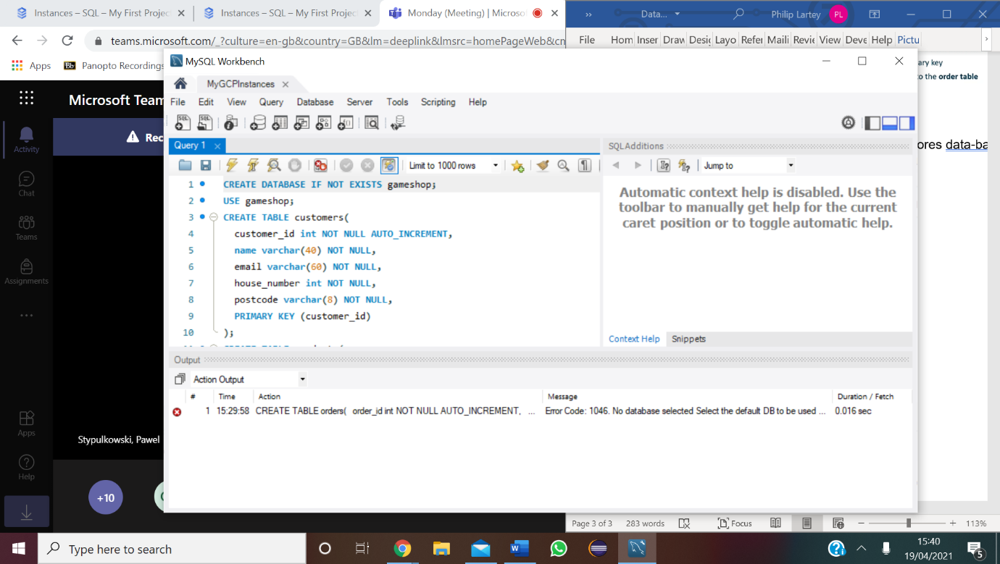 Instances – SQL – My First Projec
Instances – SQL – My First Projec
Monday (Meeting) | Microso
teams.microsoft.com/_?culture=en-gb&country=GB&lm=deeplink&lmsrc=homePageWeb&cm
Apps
Bb
Panopto Recordings
Data...
Philip Lartey
PL
File
Hom
Inser
Draw
Desig
Layo
Refer
Maili
Revie
View
Deve
Help
Pictu
ary key
to the order table
ores data-ba
Microsoft Team
Rec
Activity
Chat
Teams
Assignments
Apps
Help
Stypulkowski, Pawel
+10
MySQL Workbench
MyGCPInstances
File Edit View Query Database Server Tools Scripting Help
Query 1
Limit to 1000 rows
1 CREATE DATABASE IF NOT EXISTS gameshop;
2 USE gameshop;
3 CREATE TABLE customers(
4 customer_id int NOT NULL AUTO_INCREMENT,
5 name varchar(40) NOT NULL,
6 email varchar(60) NOT NULL,
7 house_number int NOT NULL,
8 postcode varchar(8) NOT NULL,
9 PRIMARY KEY (customer_id)
10 );
SQLAdditions
Jump to
Automatic context help is disabled. Use the
toolbar to manually get help for the current
caret position or to toggle automatic help.
Context Help Snippets
Output
Action Output
# Time Action Message Duration / Fetch
1 15:29:58 CREATE TABLE orders( order_id int NOT NULL AUTO_INCREMENT, ... Error Code: 1046. No database selected Select the default DB to be used ... 0.016 sec
Page 3 of 3 283 words Focus 113%
Type here to search
15:40
19/04/2021
5